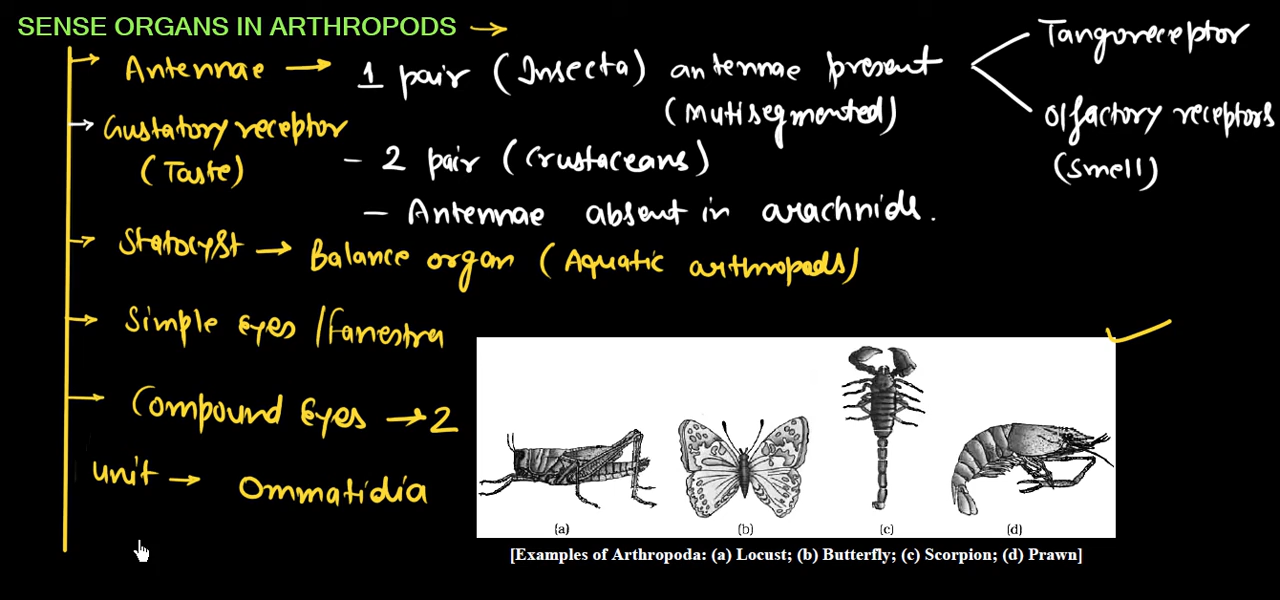 SENSE ORGANS IN ARTHROPODS →
→ Antennae → 1 pair (Insecta) antennae present
(Mutisegmented)
Tangoreceptor
Olfactory receptors
(Smell)
→ Gustatory receptor
(Taste)
- 2 pair (Crustaceans)
- Antennae absent in arachnids.
→ Statocyst → Balance organ (Aquatic arthropods)
→ Simple eyes / Fanestra
→ Compound Eyes → 2
unit → Ommatidia
(a) (b) (c) (d)
[Examples of Arthropoda: (a) Locust; (b) Butterfly; (c) Scorpion; (d) Prawn]